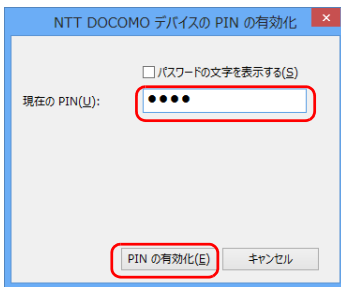 NTT DOCOMO デバイスの PIN の有効化
パスワードの文字を表示する(S)
現在の PIN(U):
●●●●
PIN の有効化(E) キャンセル